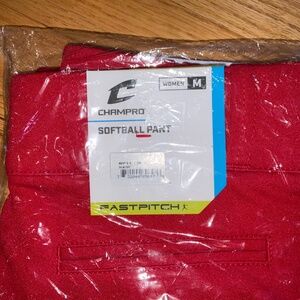 WOMEN'S M
C
CHAMPRO
SOFTBALL PANT
FASTPITCH